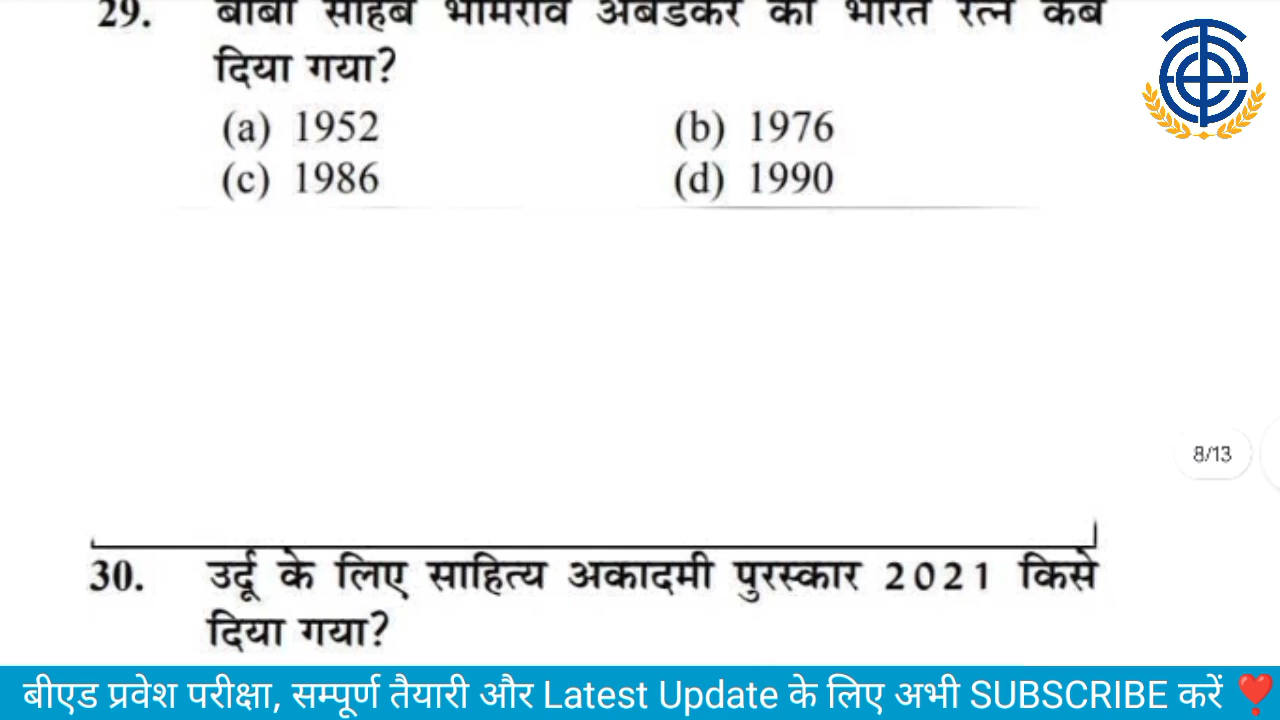 29. बाबा साहब भीमराव अंबेडकर को भारत रत्न कब
दिया गया?
(a) 1952 (b) 1976
(c) 1986 (d) 1990
8/13
30. उर्दू के लिए साहित्य अकादमी पुरस्कार 2021 किसे
दिया गया?
बीएड प्रवेश परीक्षा, सम्पूर्ण तैयारी और Latest Update के लिए अभी SUBSCRIBE करें ❣️